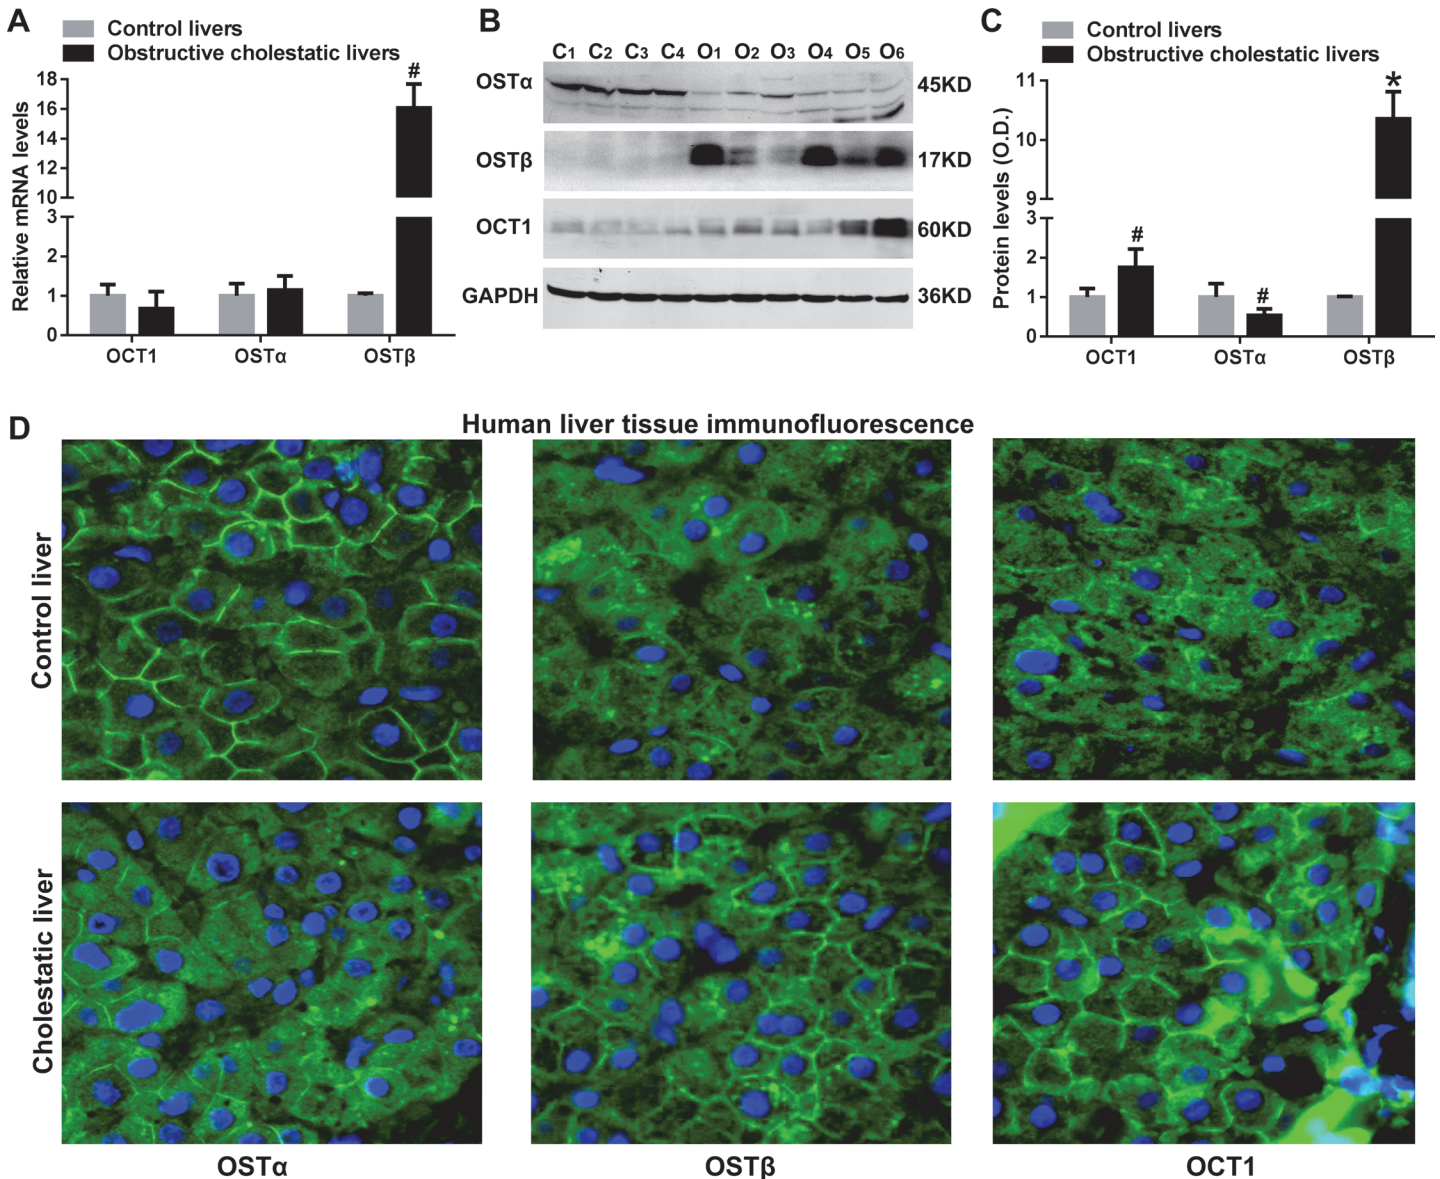 A
Control livers
Obstructive cholestatic livers
Relative mRNA levels
18
16
14
12
10
3
2
1
0
#
OCT1
OSTα
OSTβ
B
C1 C2 C3 C4 O1 O2 O3 O4 O5 O6
OSTα 45KD
OSTβ 17KD
OCT1 60KD
GAPDH 36KD
C
Control livers
Obstructive cholestatic livers
Protein levels (O.D.)
11
10
9
3
2
1
0
#
#
*
OCT1
OSTα
OSTβ
D
Human liver tissue immunofluorescence
Control liver
Cholestatic liver
OSTα
OSTβ
OCT1